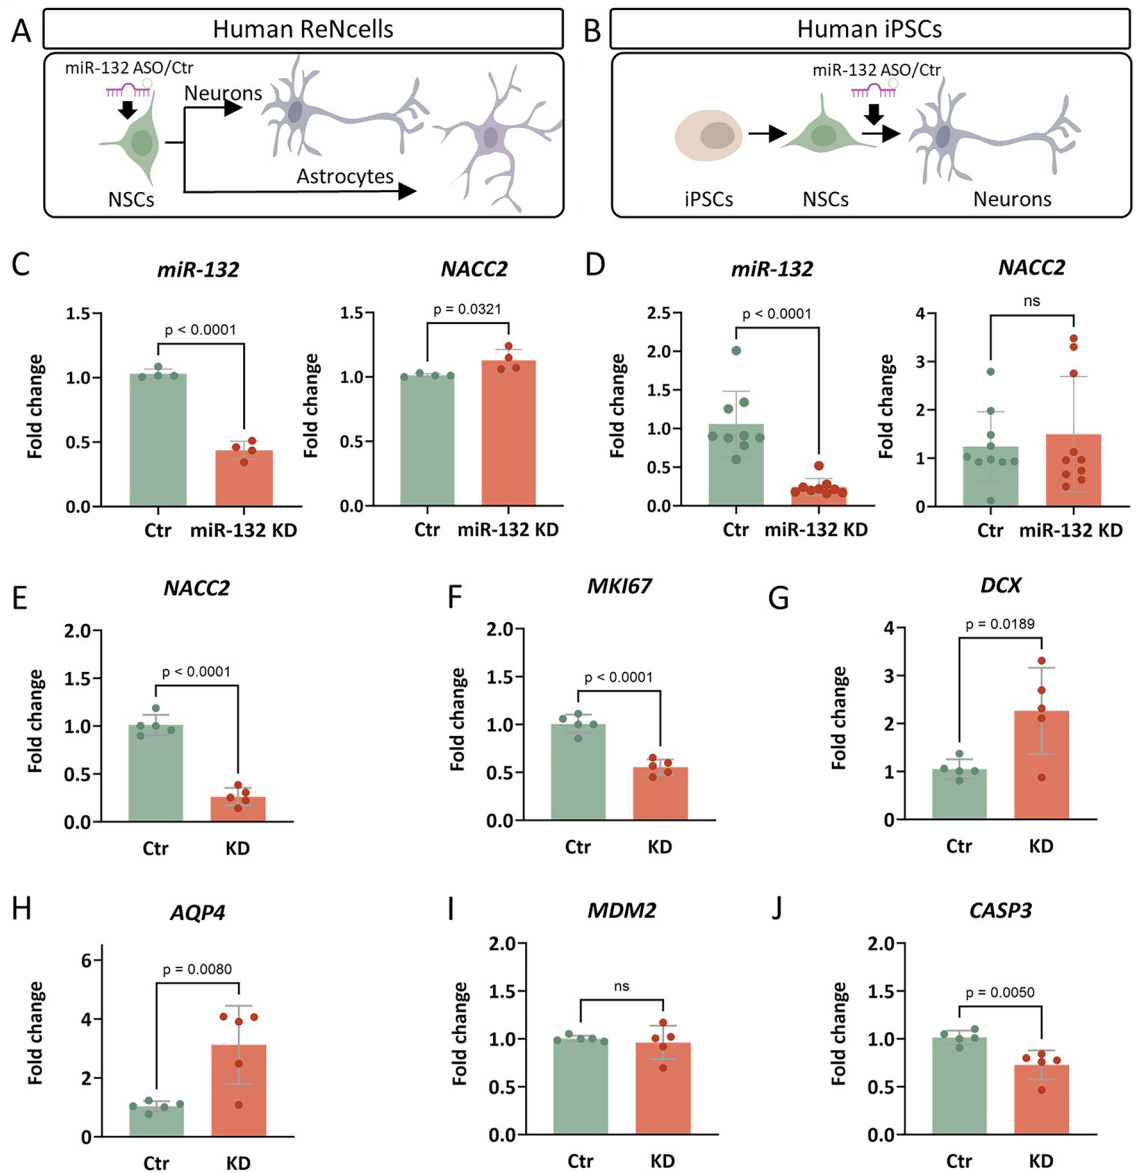 A
Human ReNcells
miR-132 ASO/Ctr
Neurons
Astrocytes
NSCs
B
Human iPSCs
miR-132 ASO/Ctr
iPSCs
NSCs
Neurons
C
miR-132
Fold change
1.5
1.0
0.5
0.0
p < 0.0001
Ctr
miR-132 KD
NACC2
Fold change
1.5
1.0
0.5
0.0
p = 0.0321
Ctr
miR-132 KD
D
miR-132
Fold change
2.5
2.0
1.5
1.0
0.5
0.0
p < 0.0001
Ctr
miR-132 KD
NACC2
Fold change
4
3
2
1
0
ns
Ctr
miR-132 KD
E
NACC2
Fold change
2.0
1.5
1.0
0.5
0.0
p < 0.0001
Ctr
KD
F
MKI67
Fold change
2.0
1.5
1.0
0.5
0.0
p < 0.0001
Ctr
KD
G
DCX
Fold change
4
3
2
1
0
p = 0.0189
Ctr
KD
H
AQP4
Fold change
6
4
2
0
p = 0.0080
Ctr
KD
I
MDM2
Fold change
2.0
1.5
1.0
0.5
0.0
ns
Ctr
KD
J
CASP3
Fold change
2.0
1.5
1.0
0.5
0.0
p = 0.0050
Ctr
KD